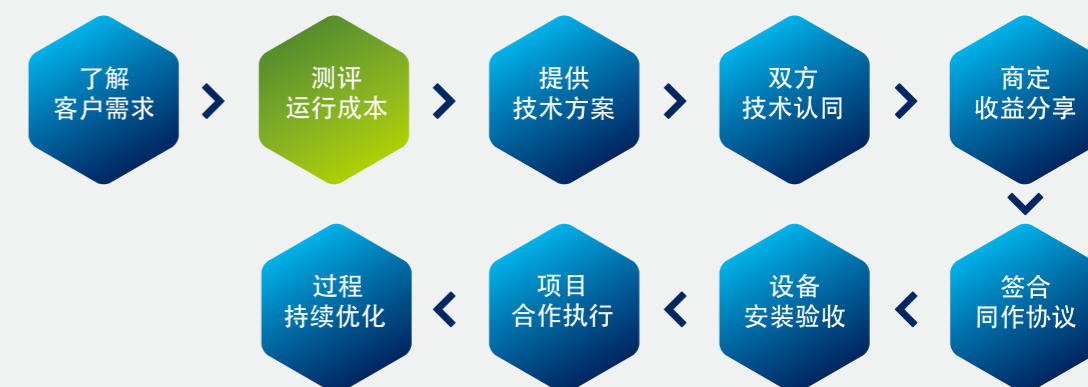 了解
客户需求
测评
运行成本
提供
技术方案
双方
技术认同
商定
收益分享
签合
同作协议
设备
安装验收
项目
合作执行
过程
持续优化